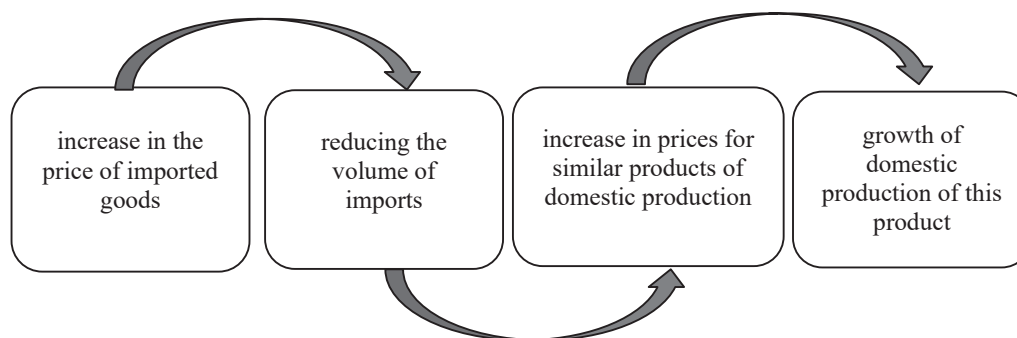 increase in the
price of imported
goods
reducing the
volume of
imports
increase in prices for
similar products of
domestic production
growth of
domestic
production of this
product